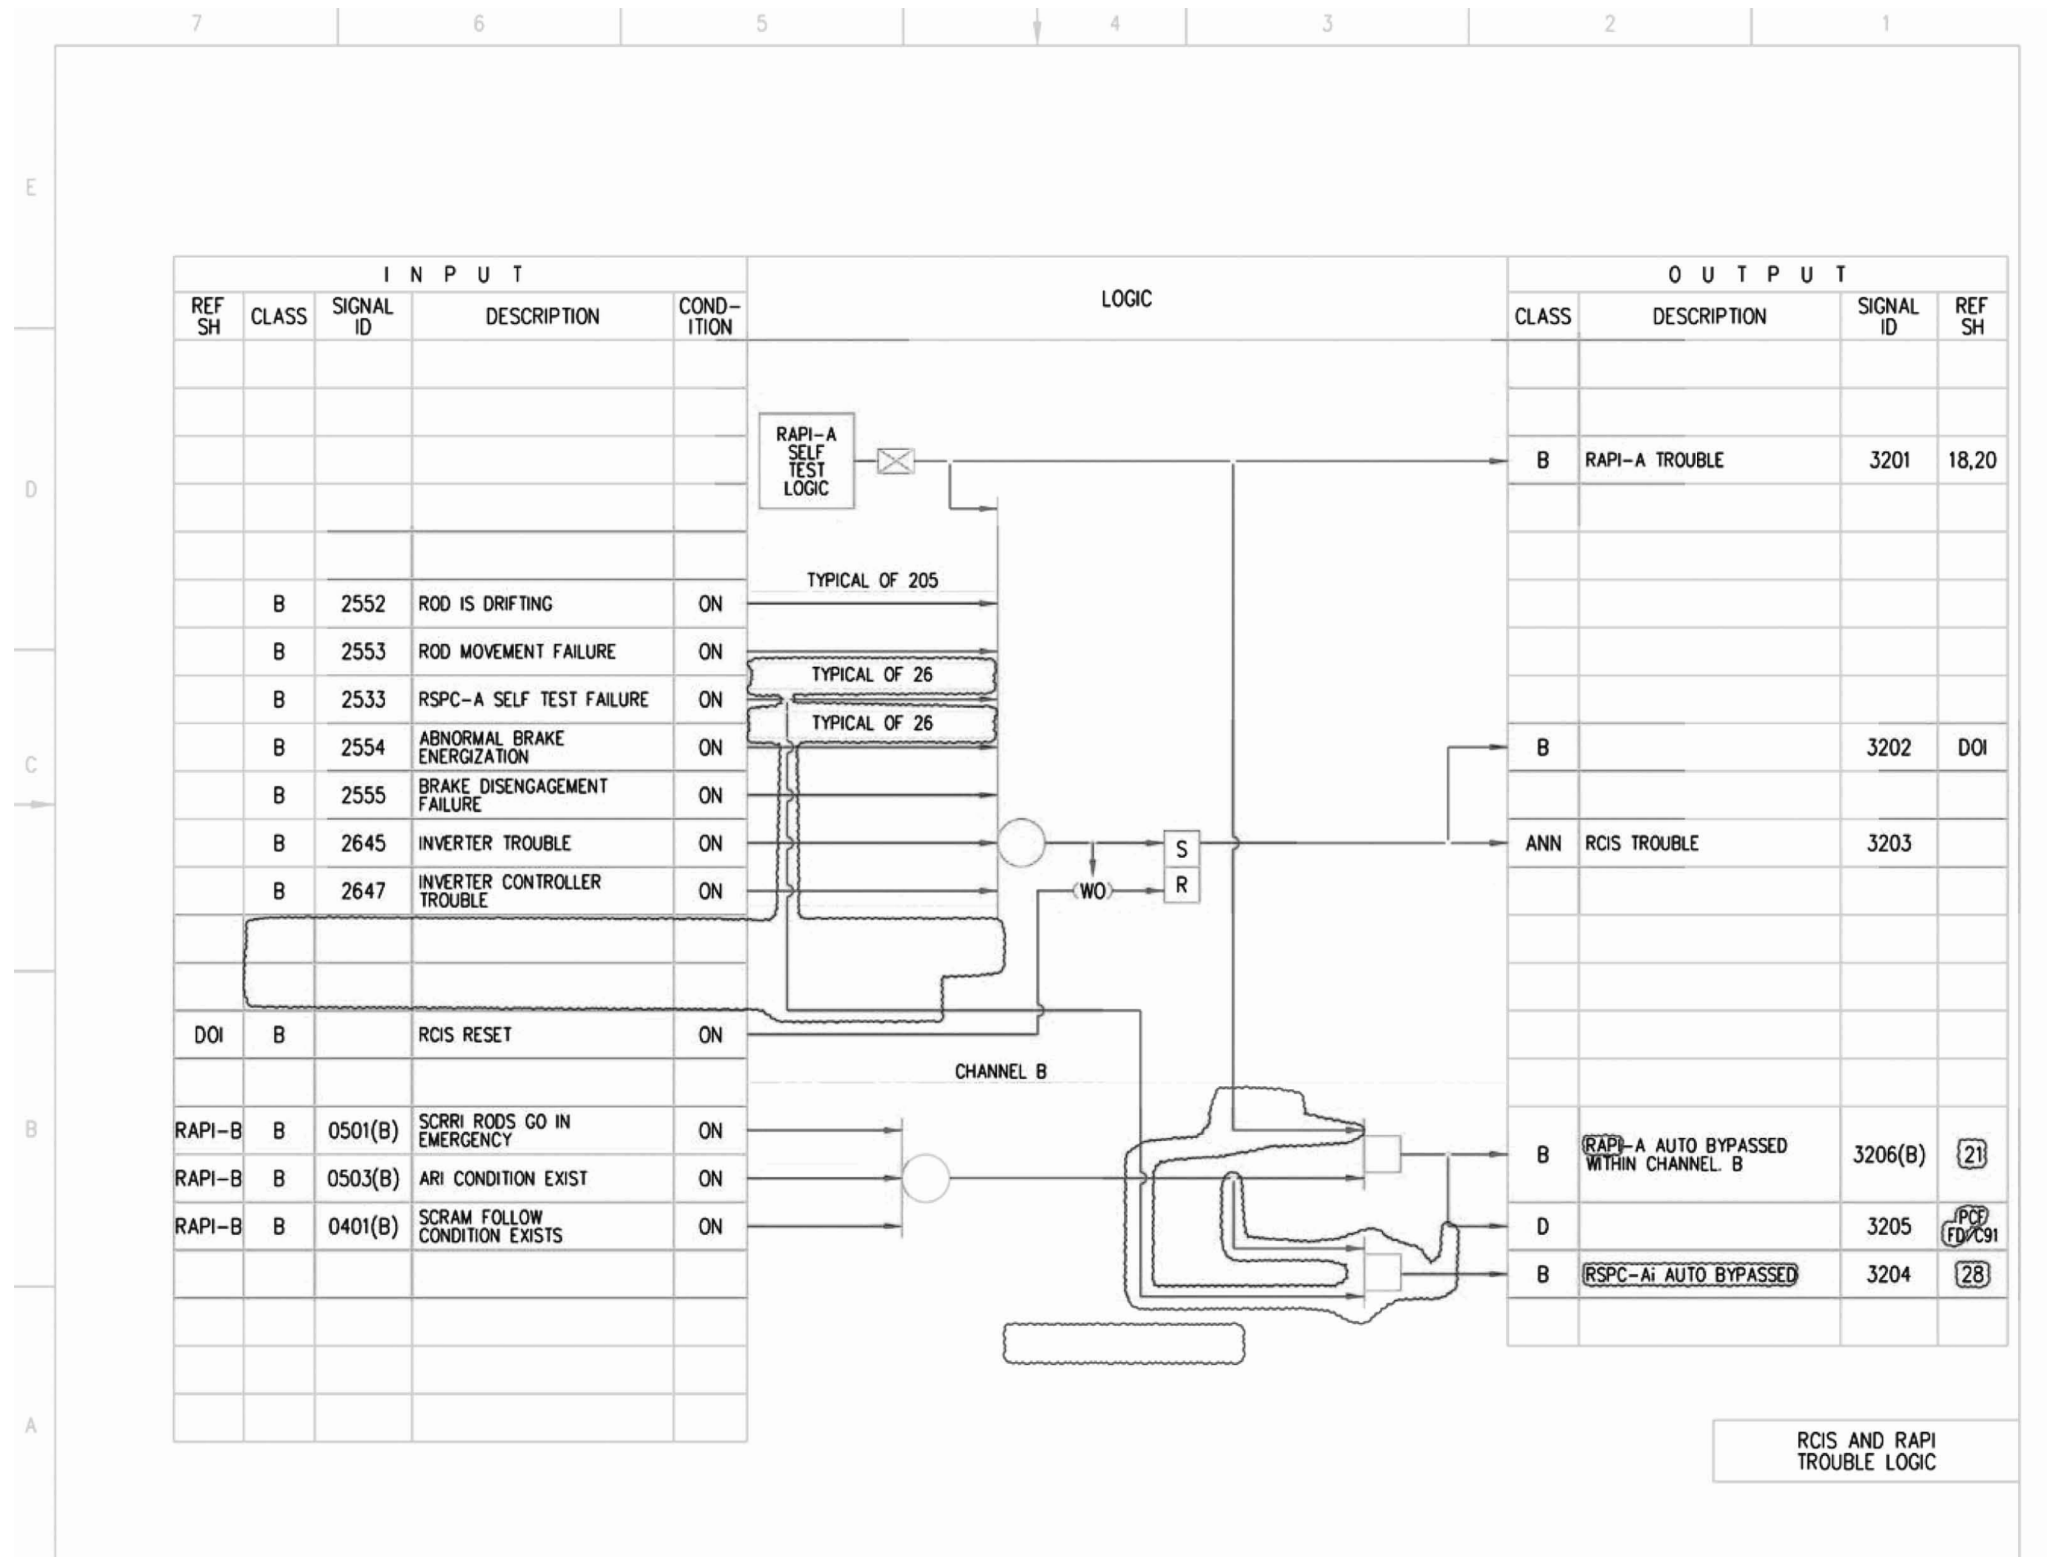 7 6 5 4 3 2 1
E
D
C
B
A
I N P U T
LOGIC
O U T P U T
REF SH CLASS SIGNAL ID DESCRIPTION COND-ITION
CLASS DESCRIPTION SIGNAL ID REF SH
RAPI-A
SELF
TEST
LOGIC
B RAPI-A TROUBLE 3201 18,20
TYPICAL OF 205
B 2552 ROD IS DRIFTING ON
B 2553 ROD MOVEMENT FAILURE ON
TYPICAL OF 26
B 2533 RSPC-A SELF TEST FAILURE ON
TYPICAL OF 26
B 2554 ABNORMAL BRAKE
ENERGIZATION ON
B 3202 DOI
B 2555 BRAKE DISENGAGEMENT
FAILURE ON
B 2645 INVERTER TROUBLE ON
S
ANN RCIS TROUBLE 3203
B 2647 INVERTER CONTROLLER
TROUBLE ON
(WO)
R
DOI B RCIS RESET ON
CHANNEL B
RAPI-B B 0501(B) SCRRI RODS GO IN
EMERGENCY ON
B RAPI-A AUTO BYPASSED
WITHIN CHANNEL. B 3206(B) 21
RAPI-B B 0503(B) ARI CONDITION EXIST ON
RAPI-B B 0401(B) SCRAM FOLLOW
CONDITION EXISTS ON
D 3205 PCF
FD/C91
B RSPC-Ai AUTO BYPASSED 3204 28
RCIS AND RAPI
TROUBLE LOGIC